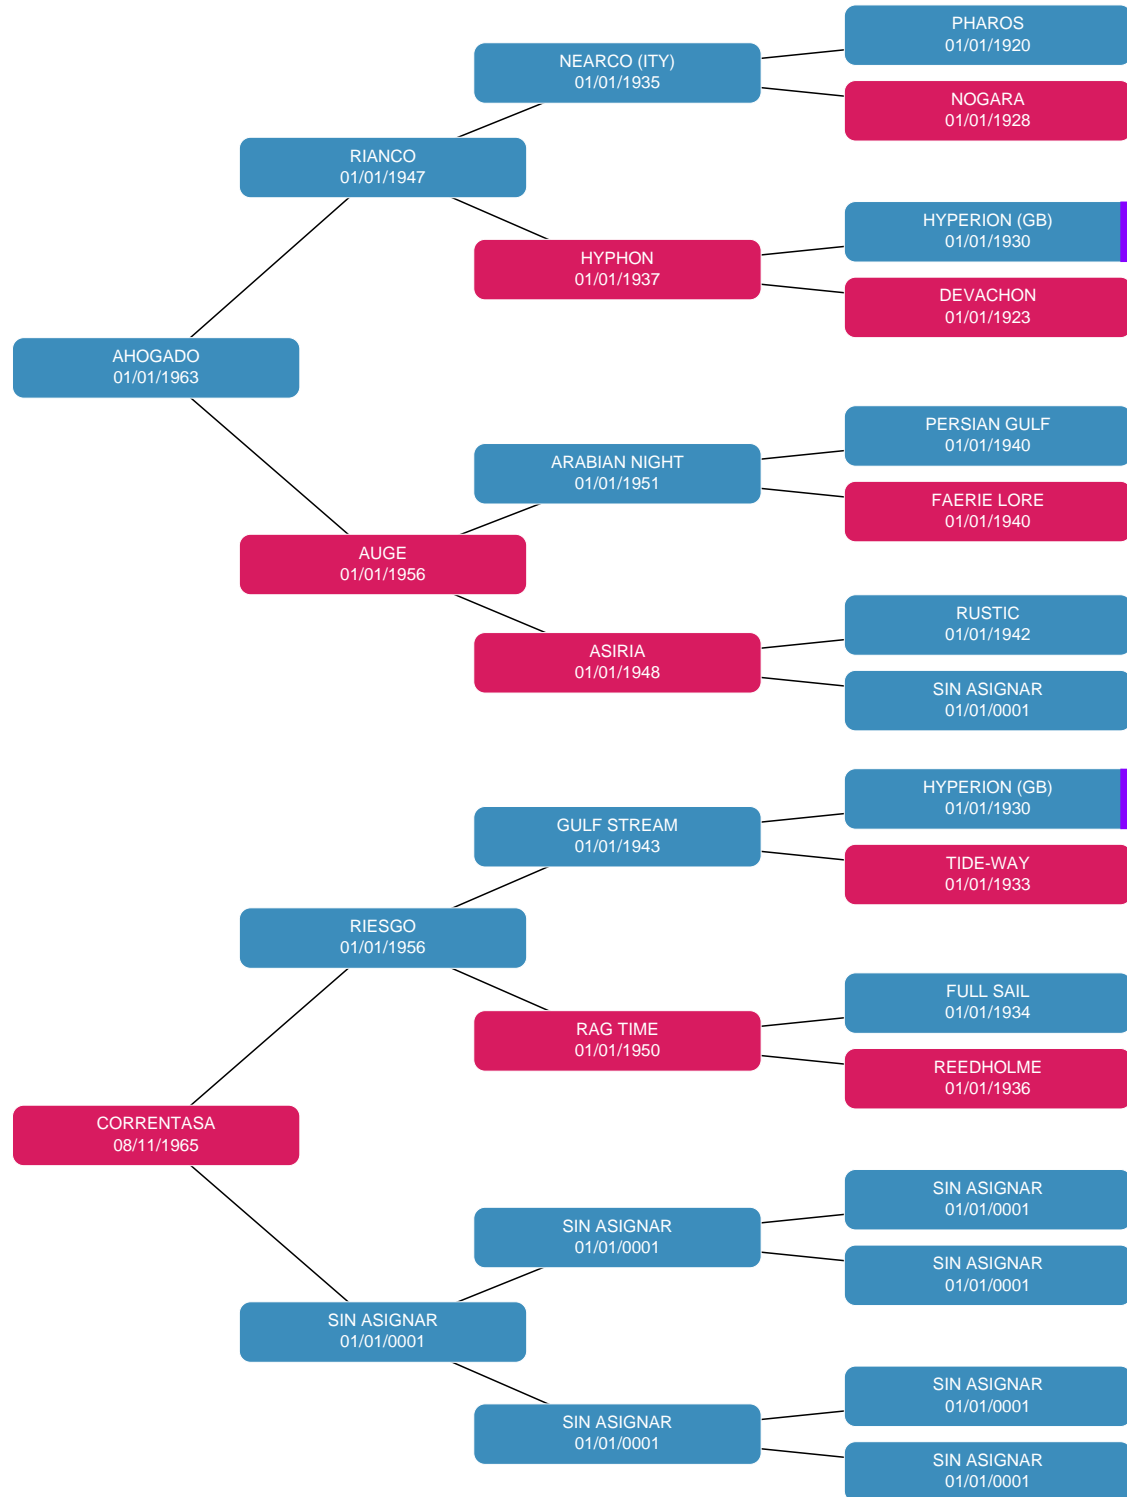 PHAROS
01/01/1920
NEARCO (ITY)
01/01/1935
NOGARA
01/01/1928
RIANCO
01/01/1947
HYPERION (GB)
01/01/1930
HYPHON
01/01/1937
DEVACHON
01/01/1923
AHOGADO
01/01/1963
PERSIAN GULF
01/01/1940
ARABIAN NIGHT
01/01/1951
FAERIE LORE
01/01/1940
AUGE
01/01/1956
RUSTIC
01/01/1942
ASIRIA
01/01/1948
SIN ASIGNAR
01/01/0001
HYPERION (GB)
01/01/1930
GULF STREAM
01/01/1943
TIDE-WAY
01/01/1933
RIESGO
01/01/1956
FULL SAIL
01/01/1934
RAG TIME
01/01/1950
REEDHOLME
01/01/1936
CORRENTASA
08/11/1965
SIN ASIGNAR
01/01/0001
SIN ASIGNAR
01/01/0001
SIN ASIGNAR
01/01/0001
SIN ASIGNAR
01/01/0001
SIN ASIGNAR
01/01/0001
SIN ASIGNAR
01/01/0001
SIN ASIGNAR
01/01/0001